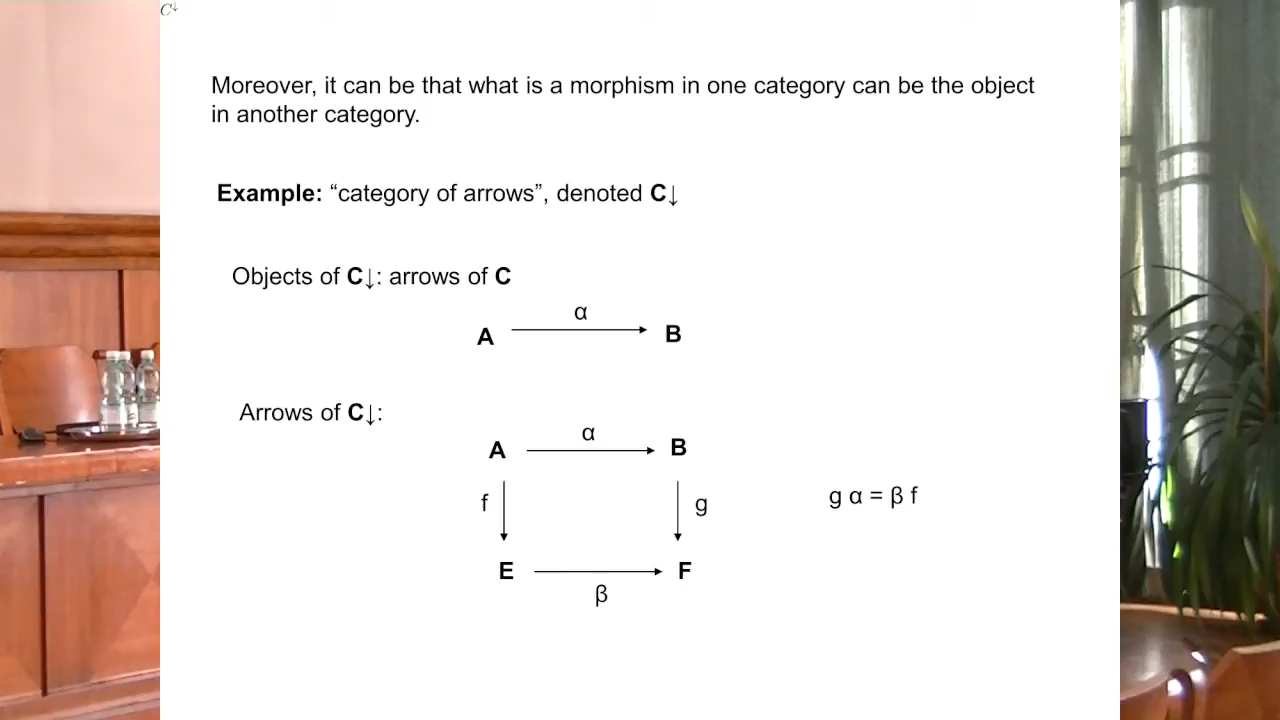 C↓
Moreover, it can be that what is a morphism in one category can be the object
in another category.
Example: “category of arrows”, denoted C↓
Objects of C↓: arrows of C
α
A B
Arrows of C↓:
α
A B
f g g α = β f
E F
β